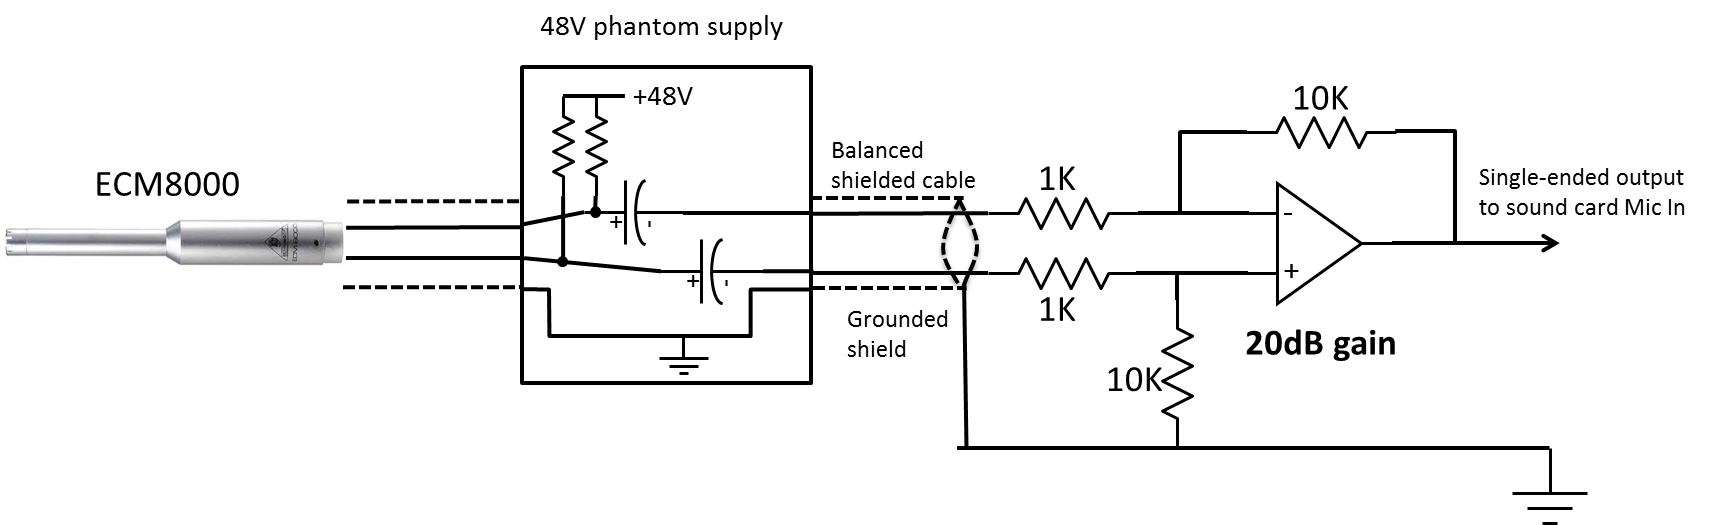 48V phantom supply
+48V
10K
Balanced
shielded cable
ECM8000
1K
Single-ended output
to sound card Mic In
-
+
-
+
+
-
1K
Grounded
shield
20dB gain
10K
ECM8000